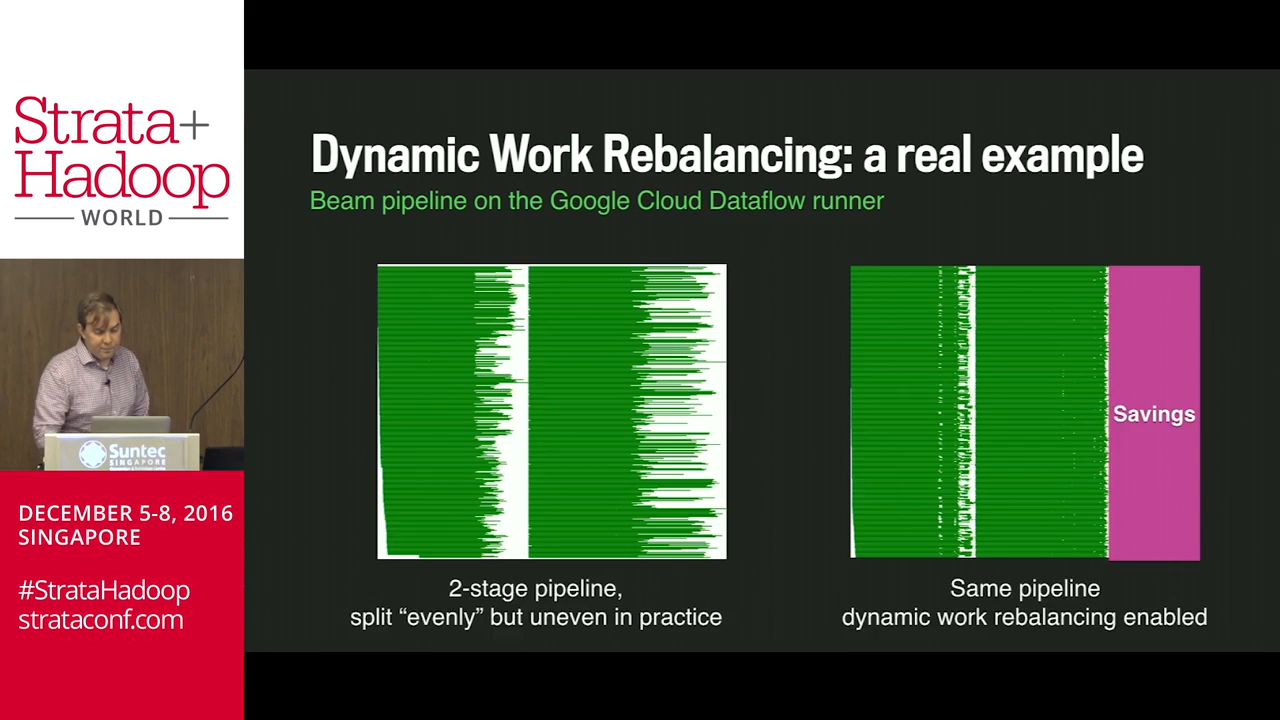 Strata+
Hadoop
WORLD
Suntec
SINGAPORE
DECEMBER 5-8, 2016
SINGAPORE
#StrataHadoop
strataconf.com
Dynamic Work Rebalancing: a real example
Beam pipeline on the Google Cloud Dataflow runner
Savings
2-stage pipeline,
split “evenly” but uneven in practice
Same pipeline
dynamic work rebalancing enabled